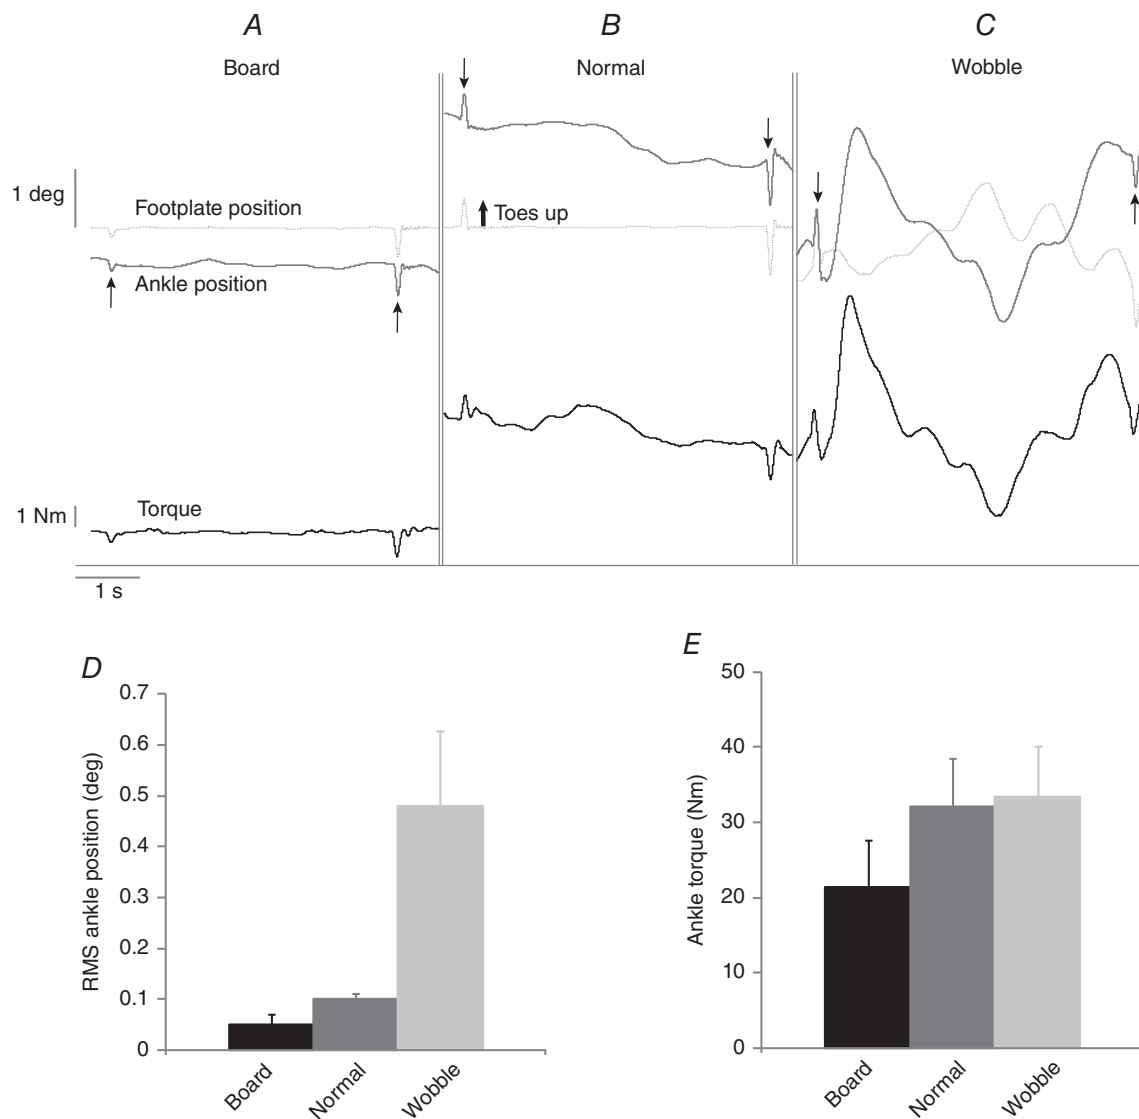 A
B
C
Board
Normal
Wobble
1 deg
Footplate position
Toes up
Ankle position
1 Nm
Torque
1 s
D
RMS ankle position (deg)
0.7
0.6
0.5
0.4
0.3
0.2
0.1
0
Board
Normal
Wobble
E
Ankle torque (Nm)
50
40
30
20
10
0
Board
Normal
Wobble